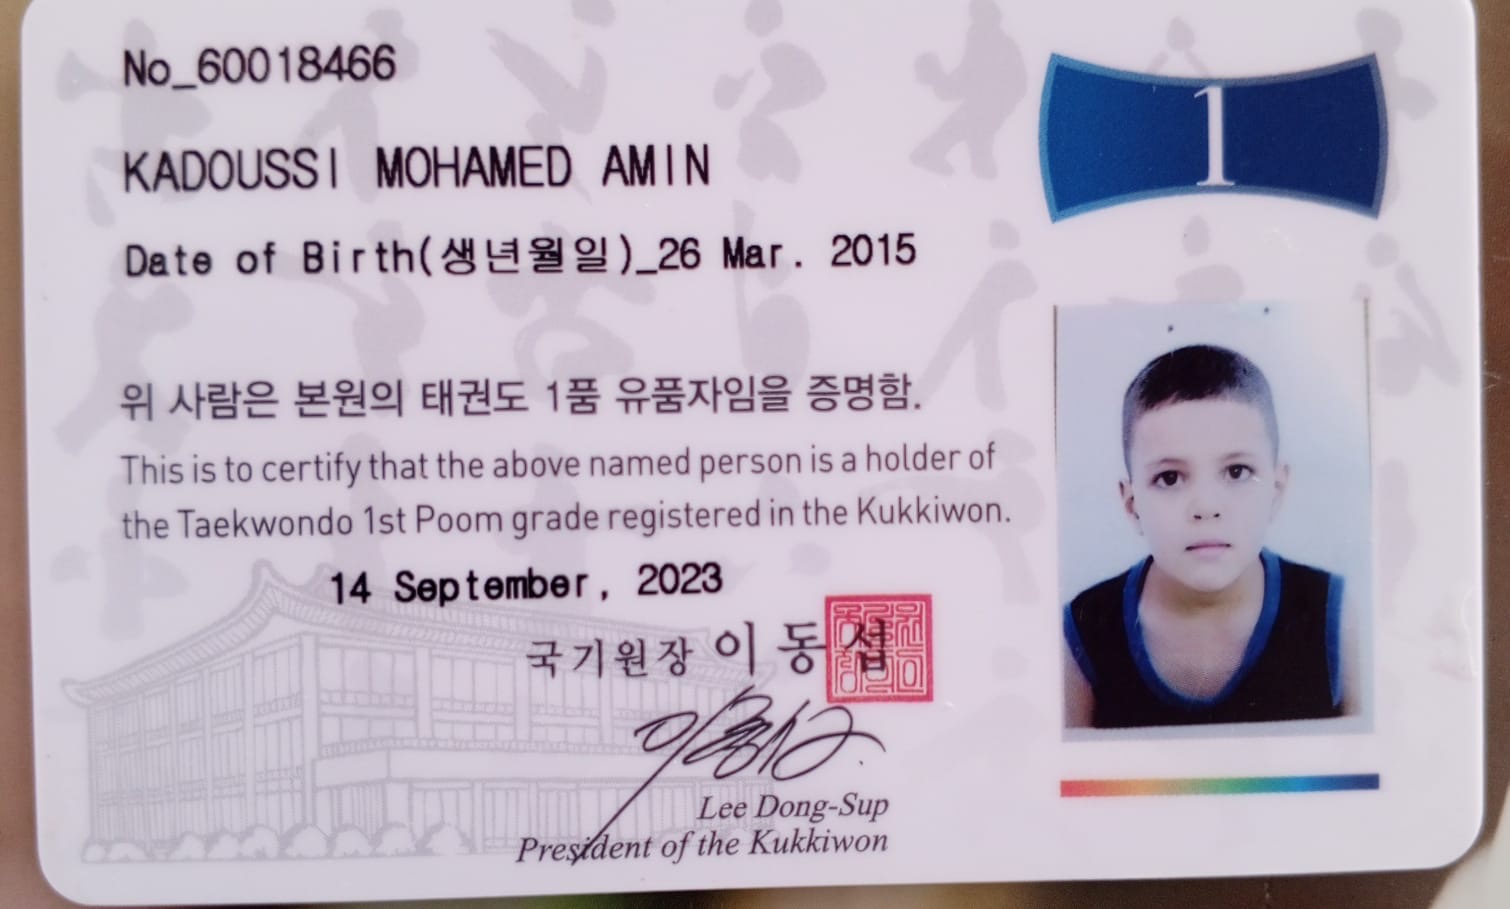 No_60018466
1
KADOUSSI MOHAMED AMIN
Date of Birth(생년월일)_26 Mar. 2015
위 사람은 본원의 태권도 1품 유품자임을 증명함.
This is to certify that the above named person is a holder of
the Taekwondo 1st Poom grade registered in the Kukkiwon.
14 September, 2023
국기원장 이동섭
Lee Dong-Sup
President of the Kukkiwon